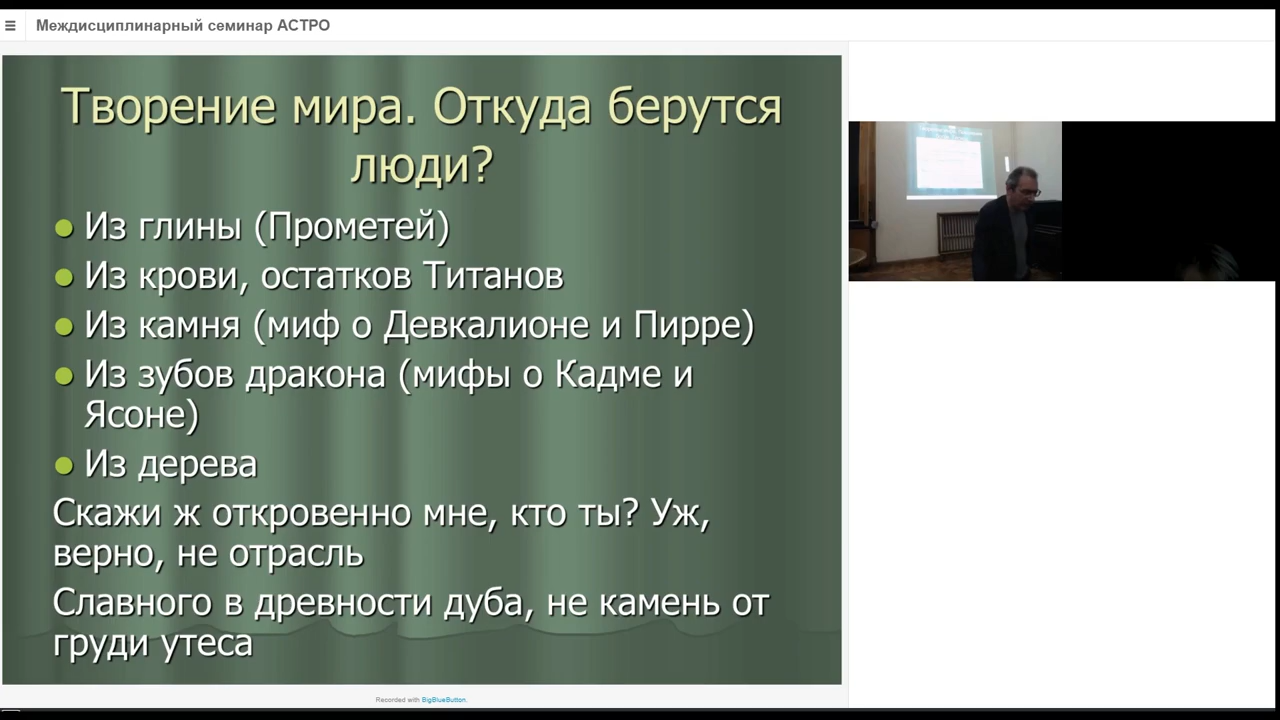 Междисциплинарный семинар АСТРО
Творение мира. Откуда берутся
люди?
Из глины (Прометей)
Из крови, остатков Титанов
Из камня (миф о Девкалионе и Пирре)
Из зубов дракона (мифы о Кадме и
Ясоне)
Из дерева
Скажи ж откровенно мне, кто ты? Уж,
верно, не отрасль
Славного в древности дуба, не камень от
груди утеса
Recorded with BigBlueButton.